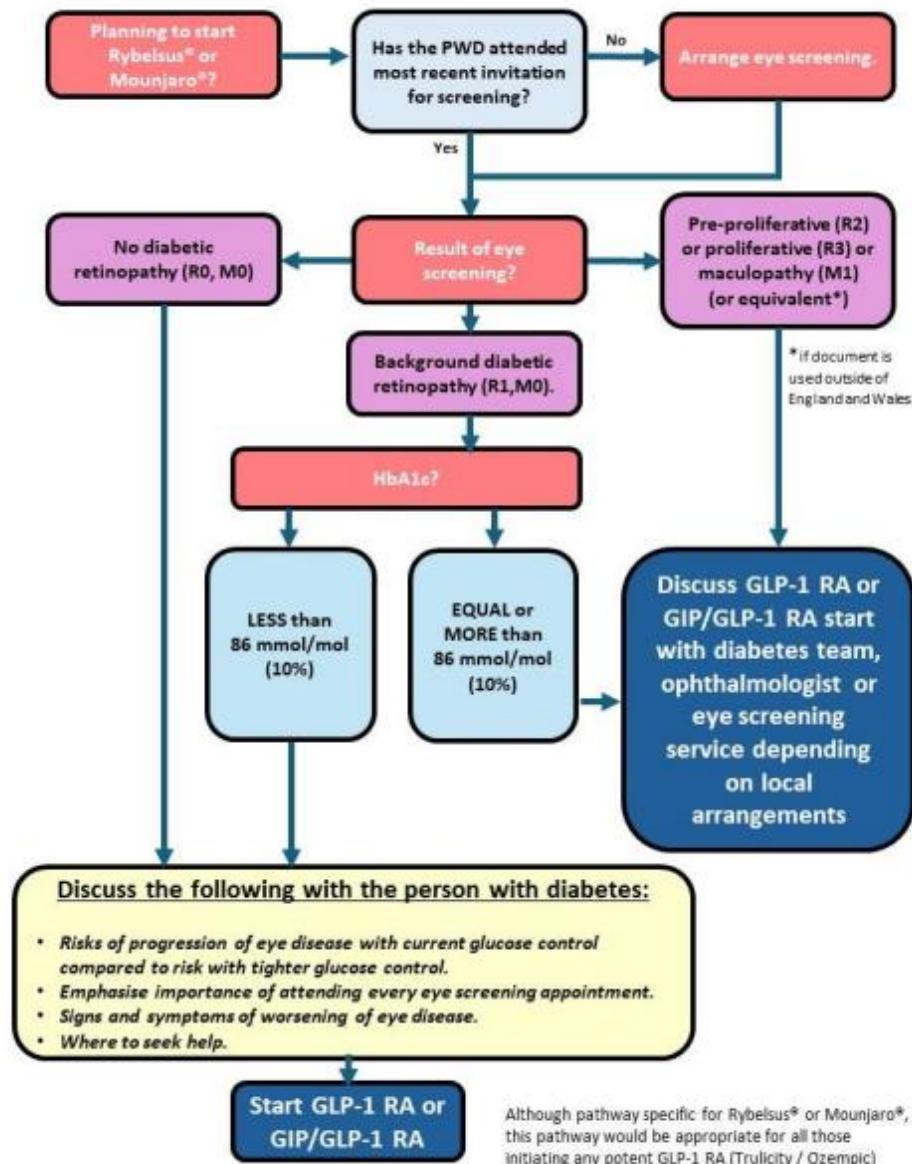 Planning to start
Rybelsus® or
Mounjaro®?
Has the PWD attended
most recent invitation
for screening?
No
Arrange eye screening.
Yes
No diabetic
retinopathy (R0, M0)
Result of eye
screening?
Pre-proliferative (R2)
or proliferative (R3) or
maculopathy (M1)
(or equivalent*)
Background diabetic
retinopathy (R1,M0).
* if document is
used outside of
England and Wales
HbA1c?
LESS than
86 mmol/mol
(10%)
EQUAL or
MORE than
86 mmol/mol
(10%)
Discuss GLP-1 RA or
GIP/GLP-1 RA start
with diabetes team,
ophthalmologist or
eye screening
service depending
on local
arrangements
Discuss the following with the person with diabetes:
• Risks of progression of eye disease with current glucose control
compared to risk with tighter glucose control.
• Emphasise importance of attending every eye screening appointment.
• Signs and symptoms of worsening of eye disease.
• Where to seek help.
Start GLP-1 RA or
GIP/GLP-1 RA
Although pathway specific for Rybelsus® or Mounjaro®,
this pathway would be appropriate for all those
initiating any potent GLP-1 RA (Trulicity / Ozempic)